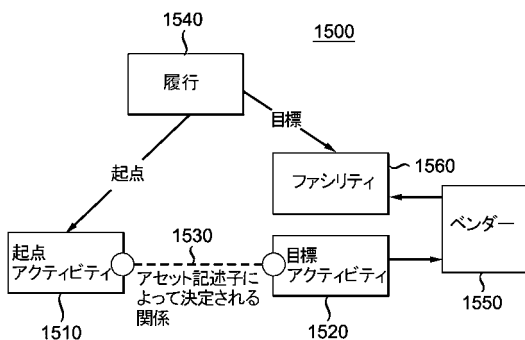 1540
1500
履行
目標
起点
1560
ファシリティ
ベンダー
1530
起点
アクティビティ
目標
アクティビティ
アセット記述子に
よって決定される
関係
1510
1520
1550